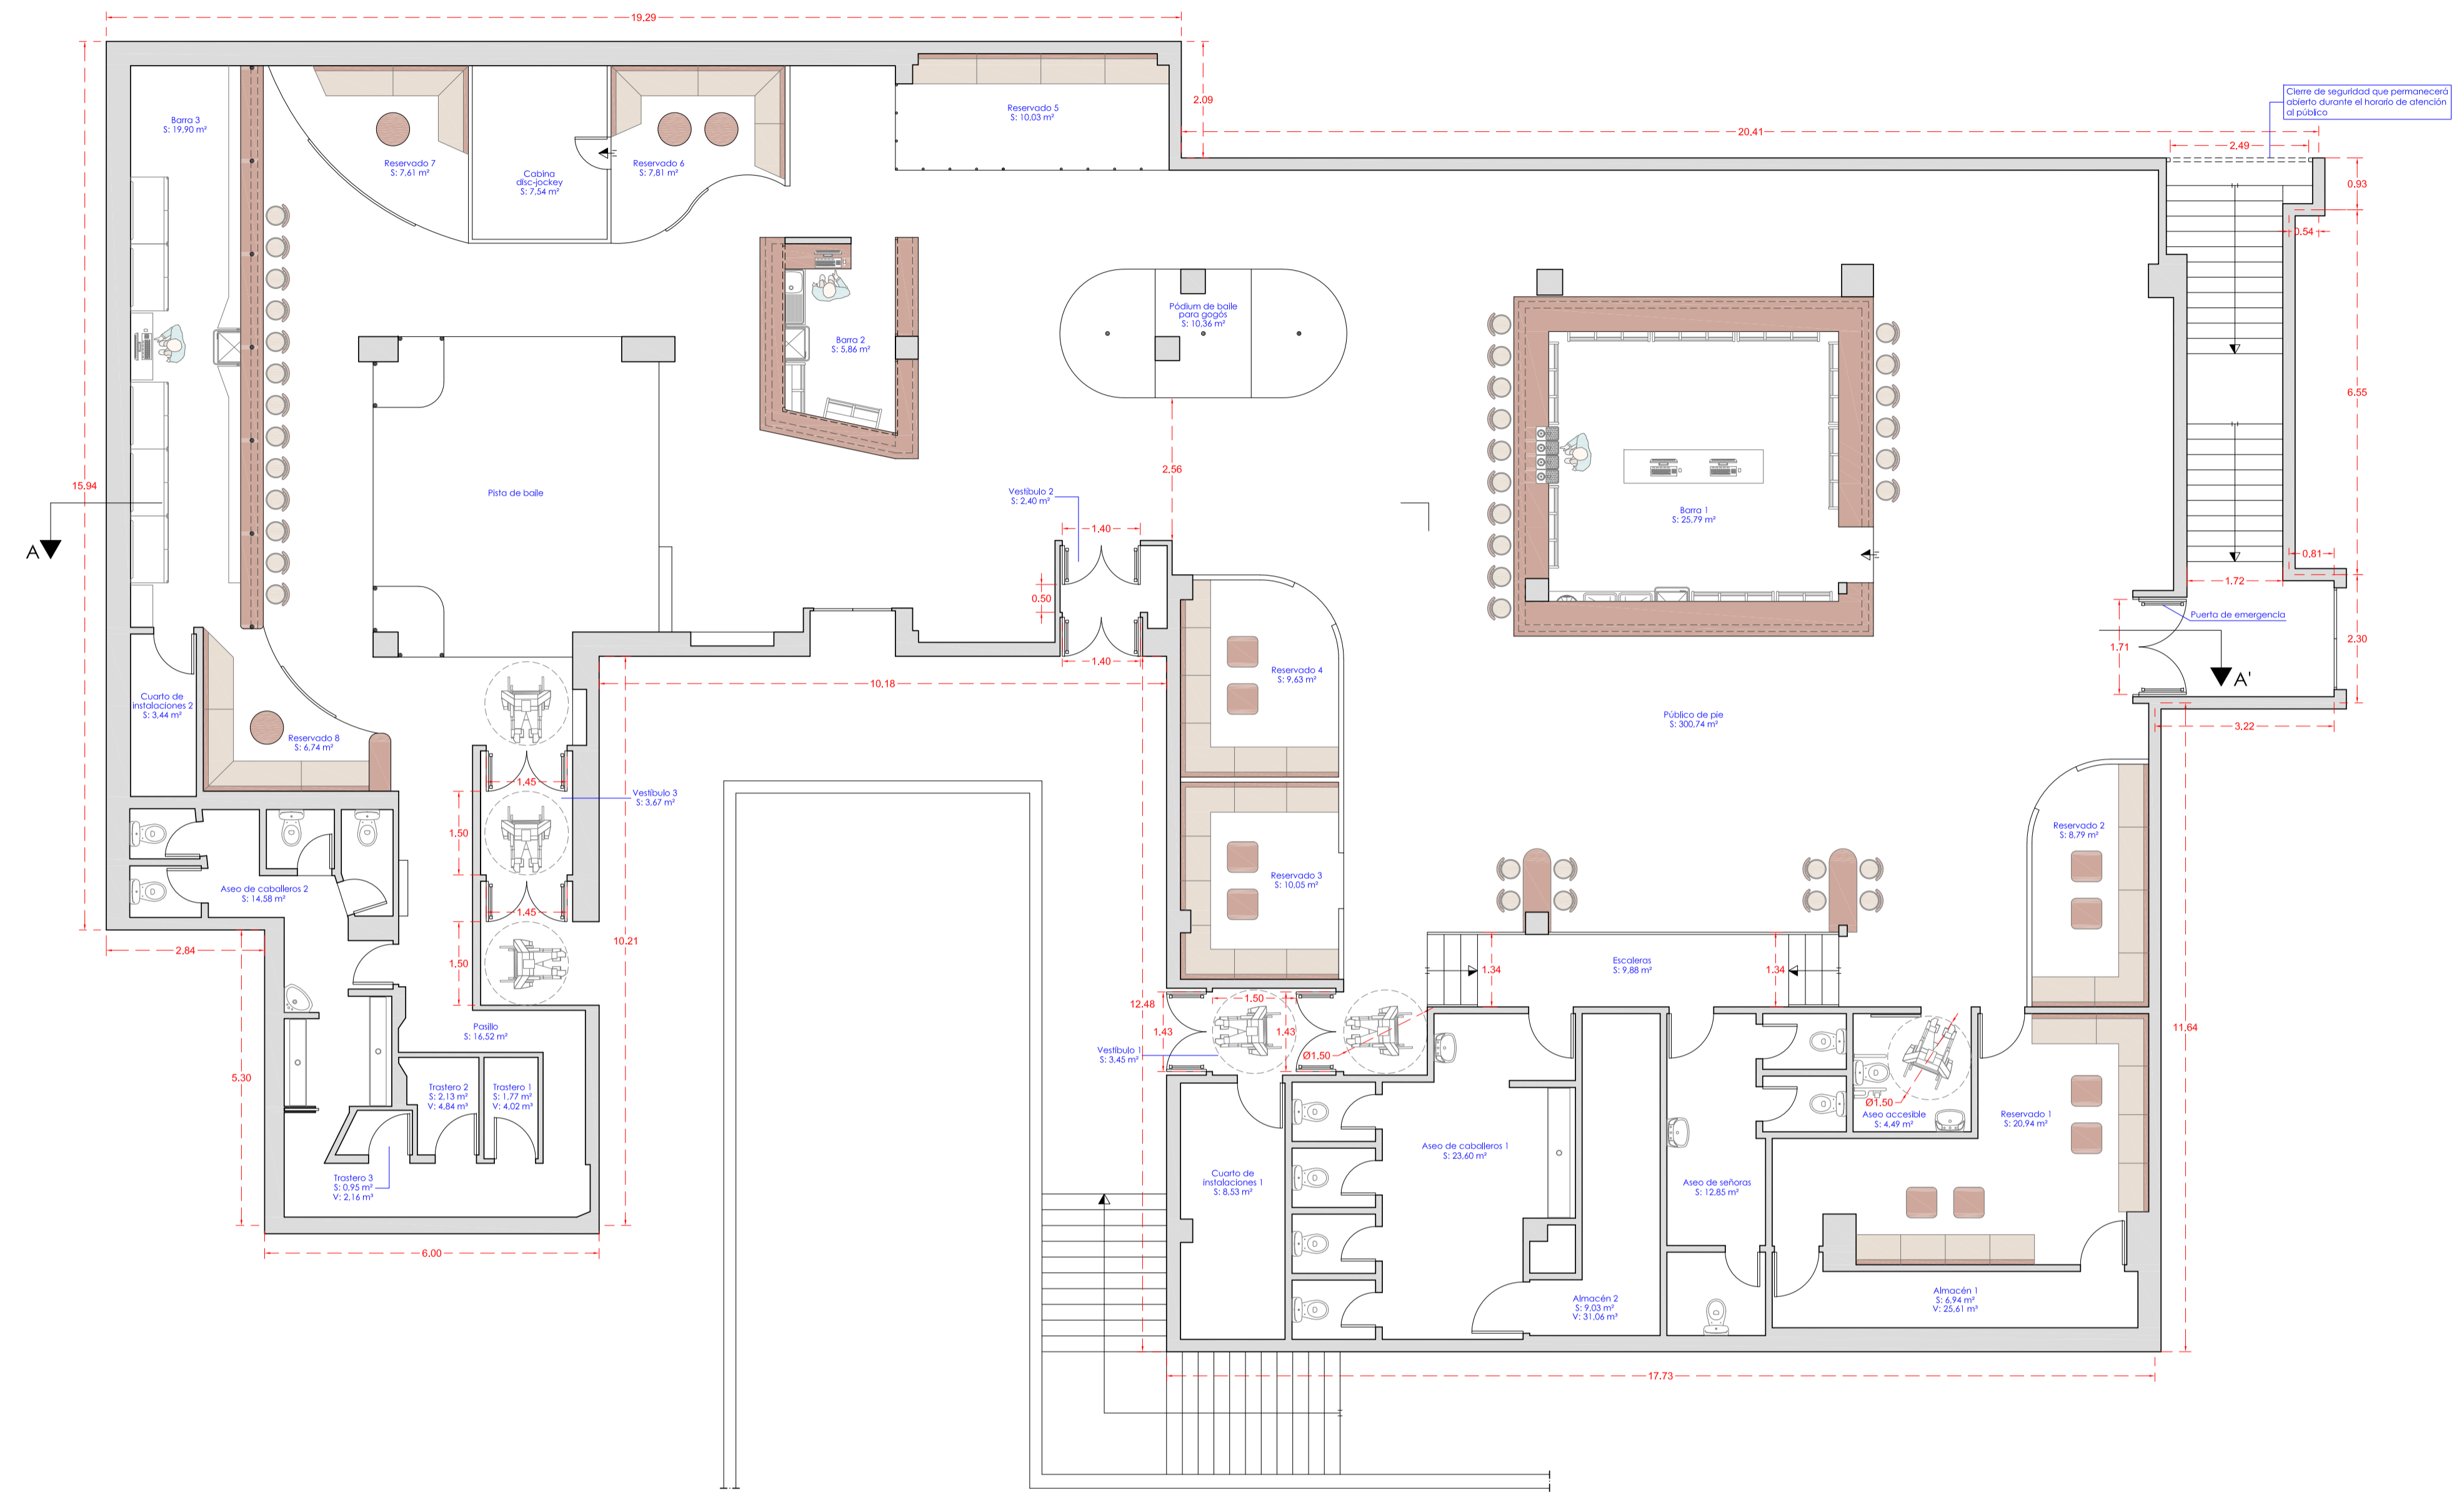 19.29
2.09
Cierre de seguridad que permanecerá
abierto durante el horario de atención
al público
20.41
2.49
0.93
0.54
Barra 3
S: 19,90 m²
Reservado 7
S: 7,61 m²
Cabina
disc-jockey
S: 7,54 m²
Reservado 6
S: 7,81 m²
Reservado 5
S: 10,03 m²
Pódium de baile
para gogós
S: 10,36 m²
Barra 2
S: 5,86 m²
6.55
15.94
A
Pista de baile
2.56
Vestíbulo 2
S: 2,40 m²
1.40
0.50
1.40
Barra 1
S: 25,79 m²
0.81
1.72
Puerta de emergencia
1.71
2.30
A'
3.22
10.18
Reservado 4
S: 9,63 m²
Público de pie
S: 300,74 m²
Cuarto de
instalaciones 2
S: 3,44 m²
Reservado 8
S: 6,74 m²
1.45
Vestíbulo 3
S: 3,67 m²
1.50
Reservado 2
S: 8,79 m²
Aseo de caballeros 2
S: 14,58 m²
1.45
Reservado 3
S: 10,05 m²
2.84
1.50
10.21
Escaleras
S: 9,88 m²
1.34
1.34
12.48
1.50
1.43
1.43
Ø1.50
Vestíbulo 1
S: 3,45 m²
11.64
Pasillo
S: 16,52 m²
5.30
Trastero 2
S: 2,13 m²
V: 4,84 m³
Trastero 1
S: 1,77 m²
V: 4,02 m³
Trastero 3
S: 0,95 m²
V: 2,16 m³
6.00
Ø1.50
Aseo accesible
S: 4,49 m²
Reservado 1
S: 20,94 m²
Aseo de caballeros 1
S: 23,60 m²
Cuarto de
instalaciones 1
S: 8,53 m²
Aseo de señoras
S: 12,85 m²
Almacén 2
S: 9,03 m²
V: 31,06 m³
Almacén 1
S: 6,94 m²
V: 25,61 m³
17.73